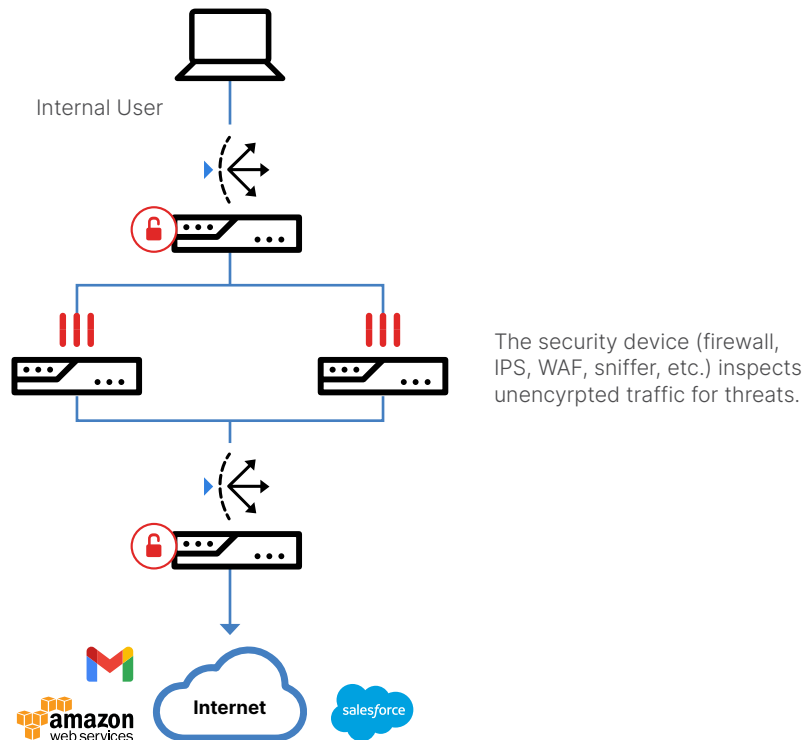 Internal User
The security device (firewall,
IPS, WAF, sniffer, etc.) inspects
unencyrpted traffic for threats.
Internet
salesforce
amazon
web services